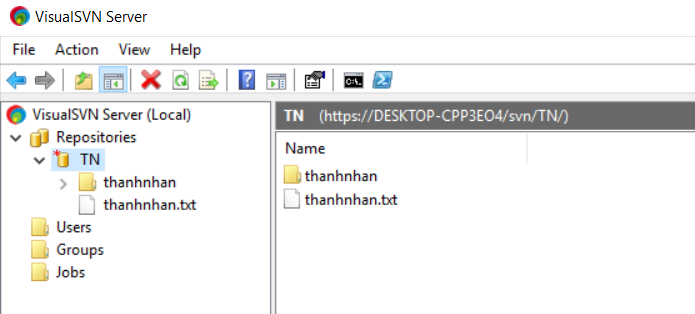 VisualSVN Server
File Action View Help
VisualSVN Server (Local)
Repositories
TN
thanhnhan
thanhnhan.txt
Users
Groups
Jobs
TN (https://DESKTOP-CPP3EO4/svn/TN/)
Name
thanhnhan
thanhnhan.txt